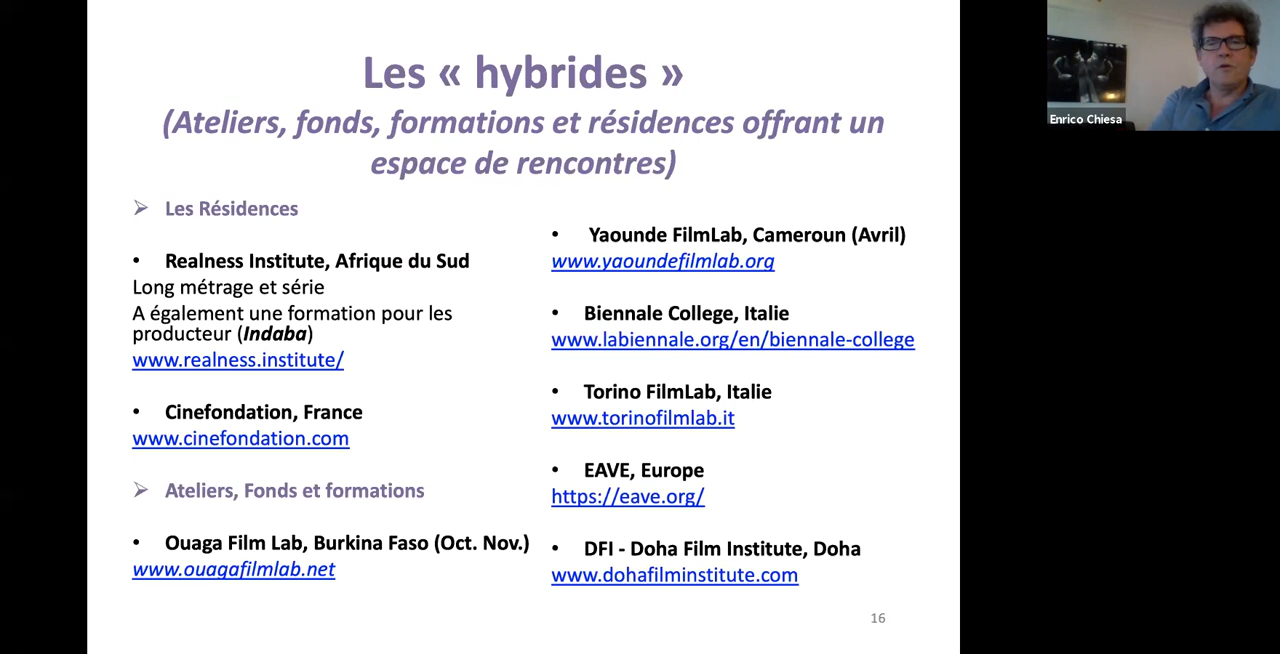 Les « hybrides »
(Ateliers, fonds, formations et résidences offrant un
espace de rencontres)
Les Résidences
Realness Institute, Afrique du Sud
Long métrage et série
A également une formation pour les
producteur (Indaba)
www.realness.institute/
Cinefondation, France
www.cinefondation.com
Ateliers, Fonds et formations
Ouaga Film Lab, Burkina Faso (Oct. Nov.)
www.ouagafilmlab.net
Yaounde FilmLab, Cameroun (Avril)
www.yaoundefilmlab.org
Biennale College, Italie
www.labiennale.org/en/biennale-college
Torino FilmLab, Italie
www.torinofilmlab.it
EAVE, Europe
https://eave.org/
DFI - Doha Film Institute, Doha
www.dohafilminstitute.com
16
Enrico Chiesa